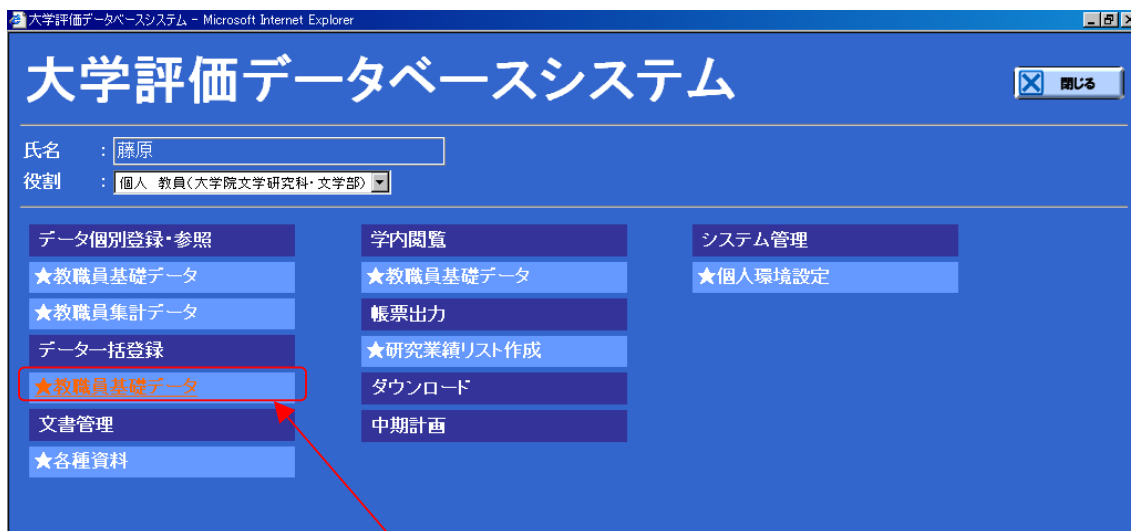 大学評価データベースシステム - Microsoft Internet Explorer
大学評価データベースシステム
閉じる
氏名 : 藤原
役割 : 個人 教員(大学院文学研究科・文学部)
データ個別登録・参照
★教職員基礎データ
★教職員集計データ
データ一括登録
★教職員基礎データ
文書管理
★各種資料
学内閲覧
★教職員基礎データ
帳票出力
★研究業績リスト作成
ダウンロード
中期計画
システム管理
★個人環境設定